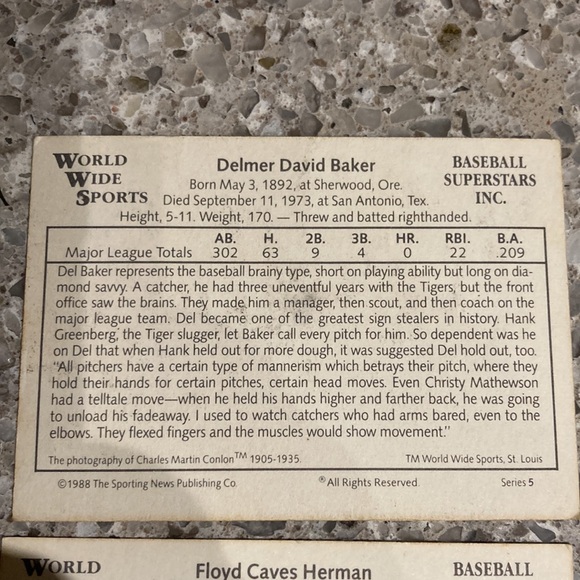 WORLD WIDE SPORTS
Delmer David Baker
BASEBALL SUPERSTARS INC.
Born May 3, 1892, at Sherwood, Ore.
Died September 11, 1973, at San Antonio, Tex.
Height, 5-11. Weight, 170. — Threw and batted righthanded.
AB. H. 2B. 3B. HR. RBI. B.A.
Major League Totals 302 63 9 4 0 22 .209
Del Baker represents the baseball brainy type, short on playing ability but long on dia-
mond savvy. A catcher, he had three uneventful years with the Tigers, but the front
office saw the brains. They made him a manager, then scout, and then coach on the
major league team. Del became one of the greatest sign stealers in history. Hank
Greenberg, the Tiger slugger, let Baker call every pitch for him. So dependent was he
on Del that when Hank held out for more dough, it was suggested Del hold out, too.
"All pitchers have a certain type of mannerism which betrays their pitch, where they
hold their hands for certain pitches, certain head moves. Even Christy Mathewson
had a telltale move—when he held his hands higher and farther back, he was going
to unload his fadeaway. I used to watch catchers who had arms bared, even to the
elbows. They flexed fingers and the muscles would show movement."
The photography of Charles Martin Conlon™ 1905-1935. TM World Wide Sports, St. Louis
©1988 The Sporting News Publishing Co. ®All Rights Reserved. Series 5
WORLD Floyd Caves Herman BASEBALL